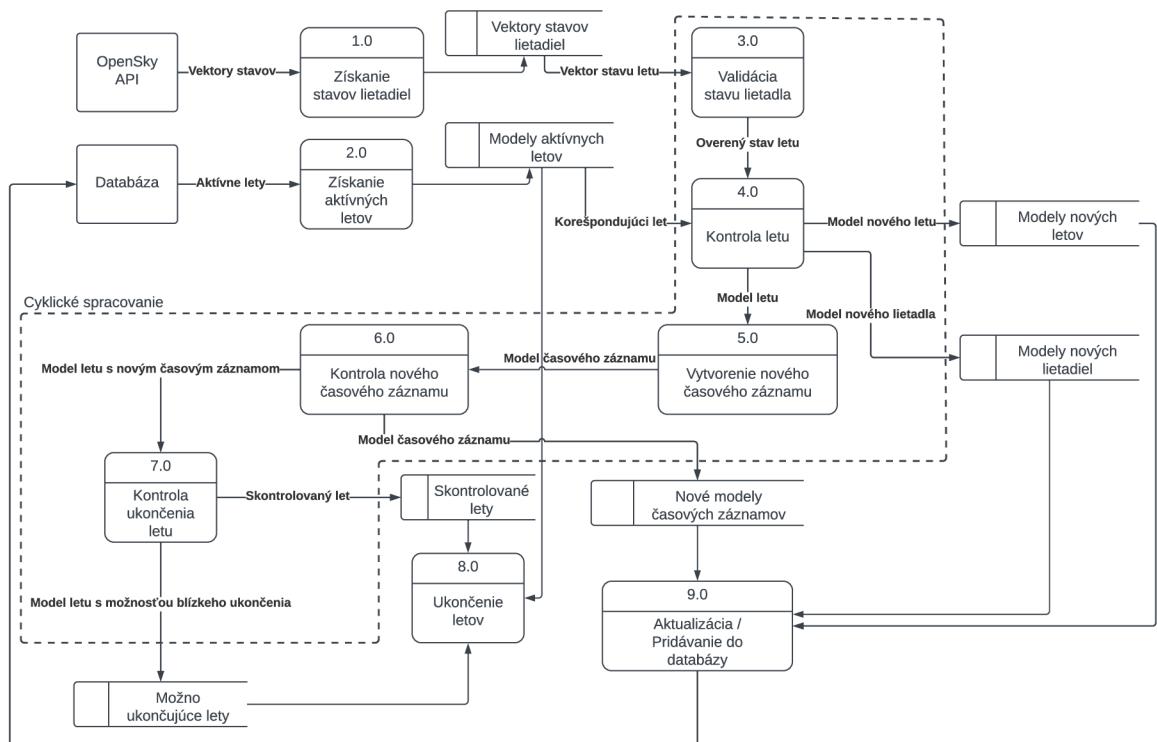 OpenSky
API
Vektory stavov
1.0
Získanie
stavov lietadiel
Vektory stavov
lietadiel
Vektor stavu letu
3.0
Validácia
stavu lietadla
Overený stav letu
Databáza
Aktívne lety
2.0
Získanie
aktívných
letov
Modely aktívnych
letov
Korešpondujúci let
4.0
Kontrola letu
Model nového letu
Modely nových
letov
Model letu
Model nového lietadla
Modely nových
lietadiel
Cyklické spracovanie
5.0
Vytvorenie nového
časového záznamu
Model časového záznamu
6.0
Kontrola nového
časového záznamu
Model letu s novým časovým záznamom
Model časového záznamu
7.0
Kontrola
ukončenia
letu
Skontrolovaný let
Skontrolované
lety
Nové modely
časových záznamov
8.0
Ukončenie
letov
9.0
Aktualizácia /
Pridávanie do
databázy
Model letu s možnosťou blízkeho ukončenia
Možno
ukončujúce lety